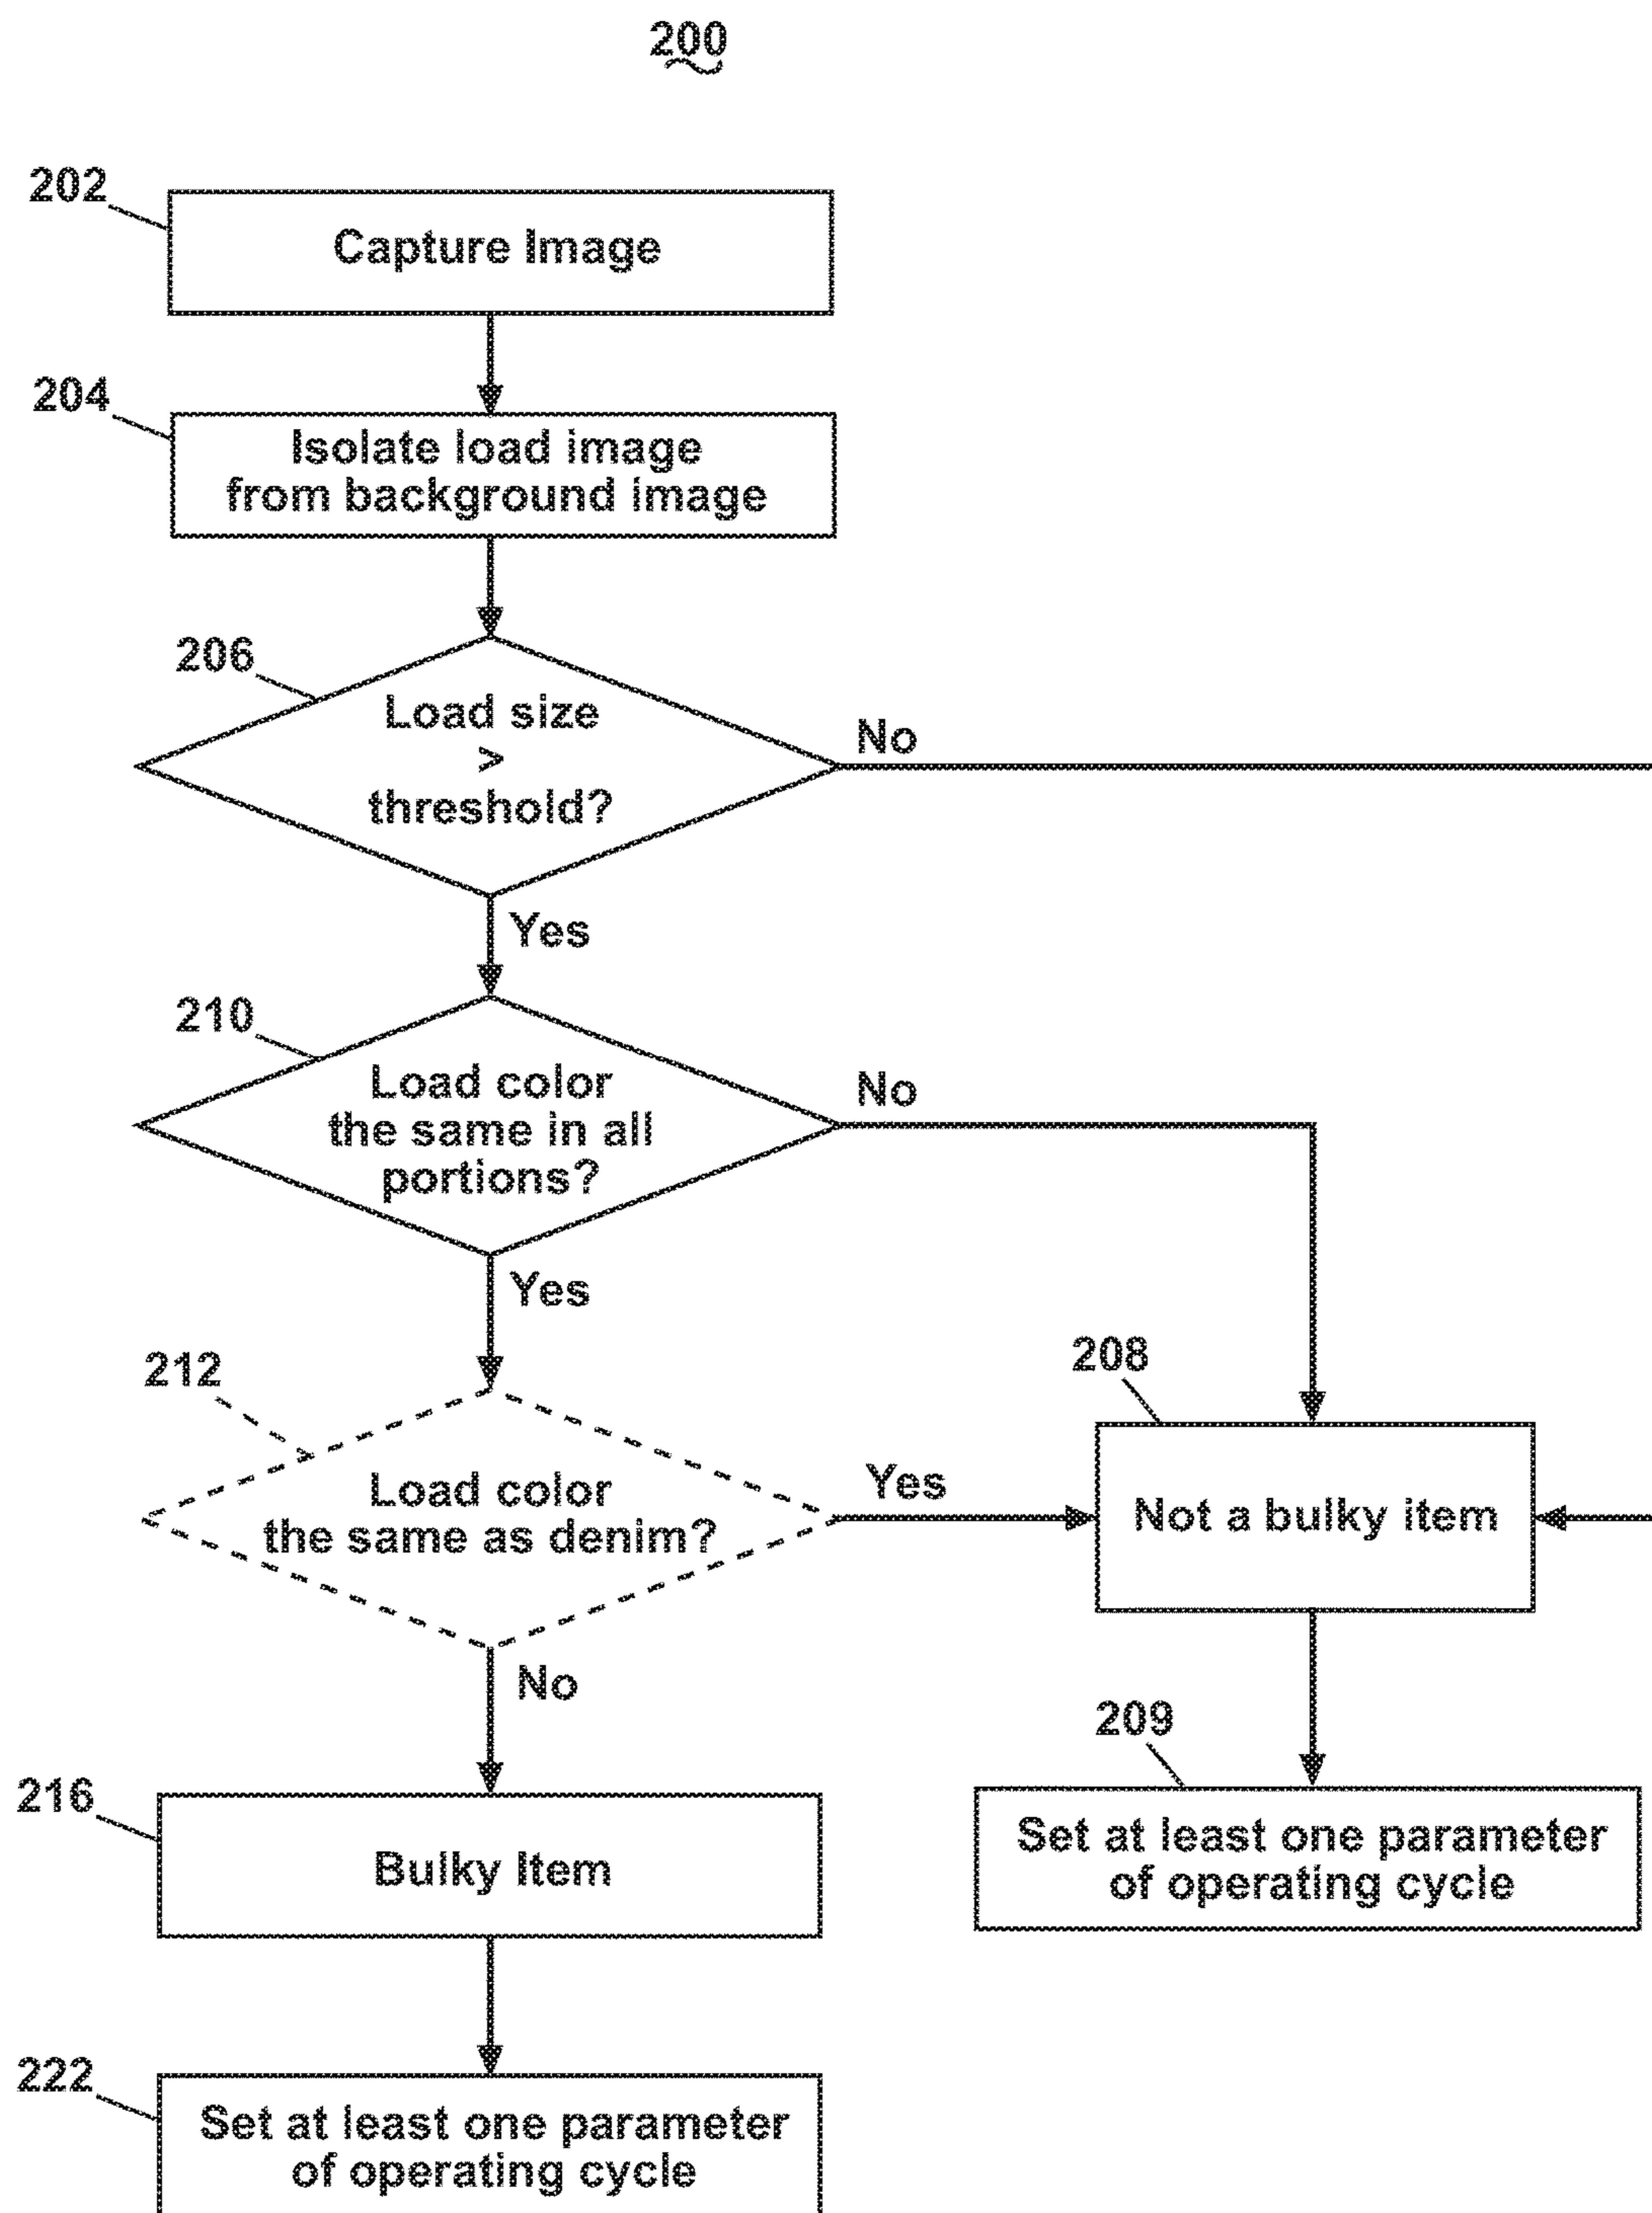 200
202
Capture Image
204
Isolate load image
from background image
206
Load size
>
threshold?
No
Yes
210
Load color
the same in all
portions?
No
Yes
212
Load color
the same as denim?
Yes
208
Not a bulky item
No
209
Set at least one parameter
of operating cycle
216
Bulky Item
222
Set at least one parameter
of operating cycle